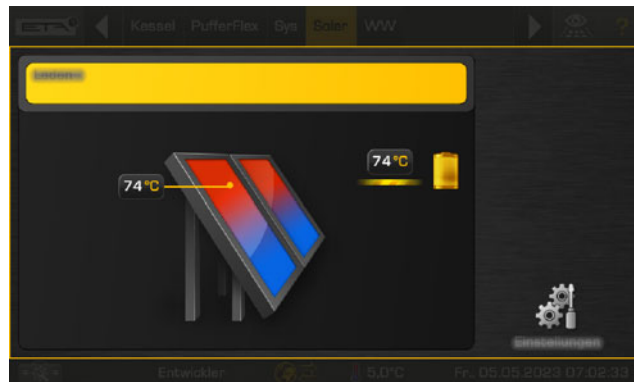 ETA
Kessel PufferFlex Sys Solar WW ?
Laden
74°C
74°C
Einstellungen
Entwickler 5,0°C Fr., 05.05.2023 07:02:33